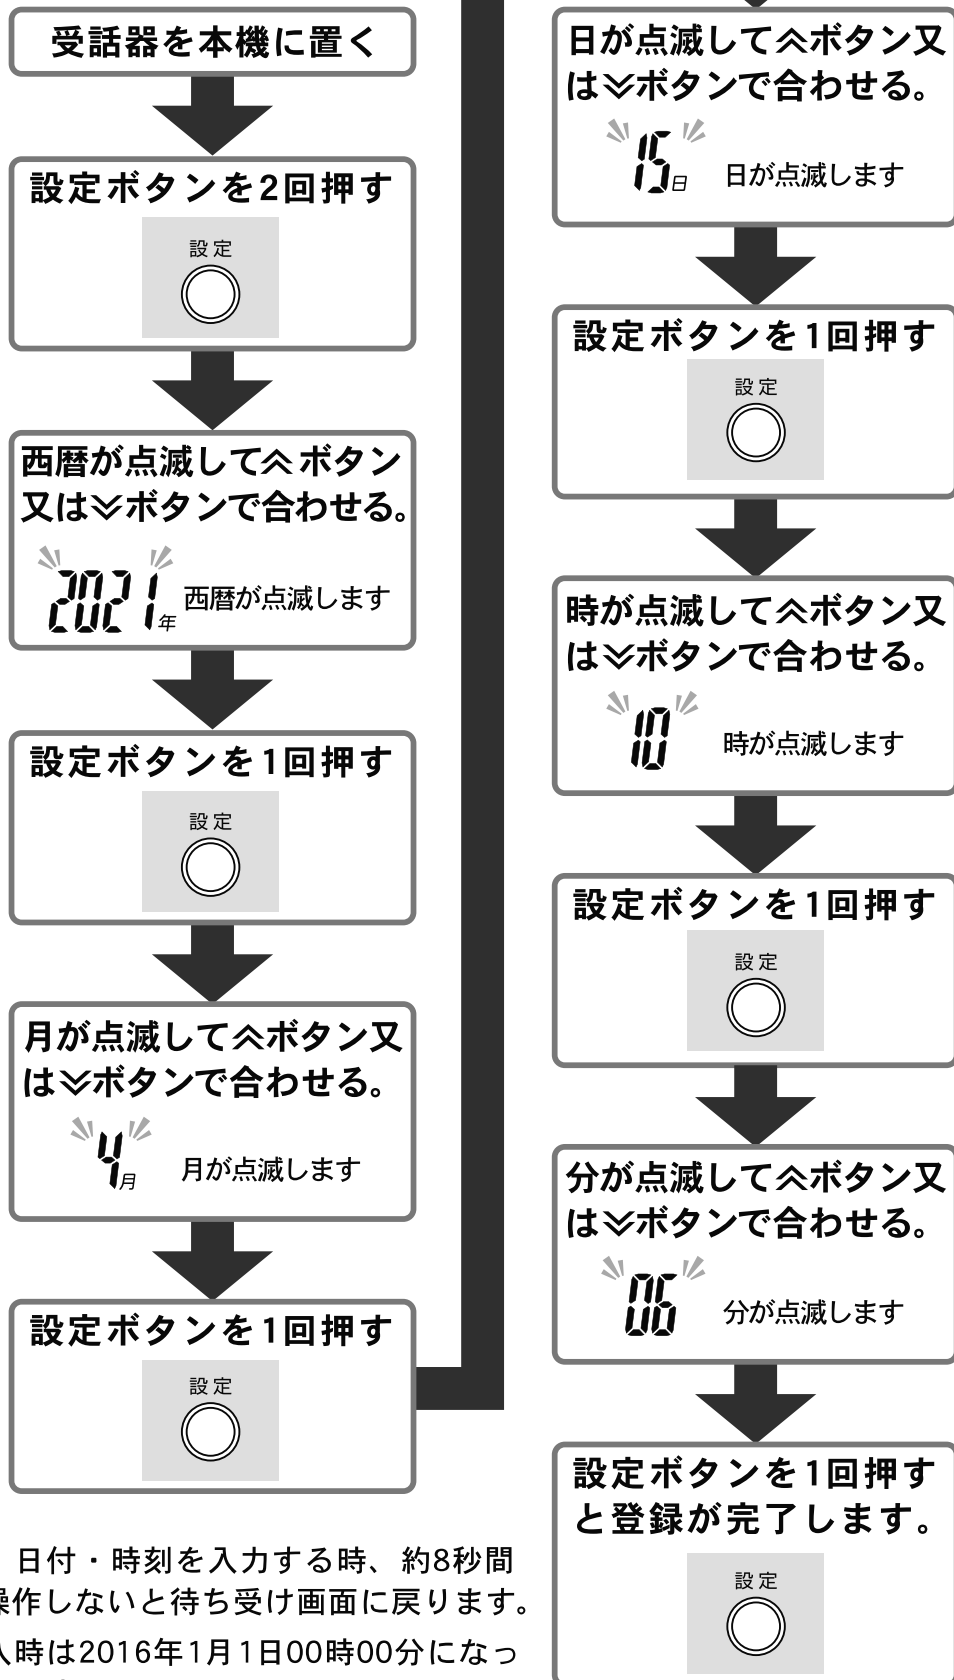 受話器を本機に置く
設定ボタンを2回押す
設定
西暦が点滅して︽ボタン
又は︾ボタンで合わせる。
2021年 西暦が点滅します
設定ボタンを1回押す
設定
月が点滅して︽ボタン又
は︾ボタンで合わせる。
4月 月が点滅します
設定ボタンを1回押す
設定
日が点滅して︽ボタン又
は︾ボタンで合わせる。
15日 日が点滅します
設定ボタンを1回押す
設定
時が点滅して︽ボタン又
は︾ボタンで合わせる。
10 時が点滅します
設定ボタンを1回押す
設定
分が点滅して︽ボタン又
は︾ボタンで合わせる。
06 分が点滅します
設定ボタンを1回押す
と登録が完了します。
設定
日付・時刻を入力する時、約8秒間
操作しないと待ち受け画面に戻ります。
入時は2016年1月1日00時00分になっ